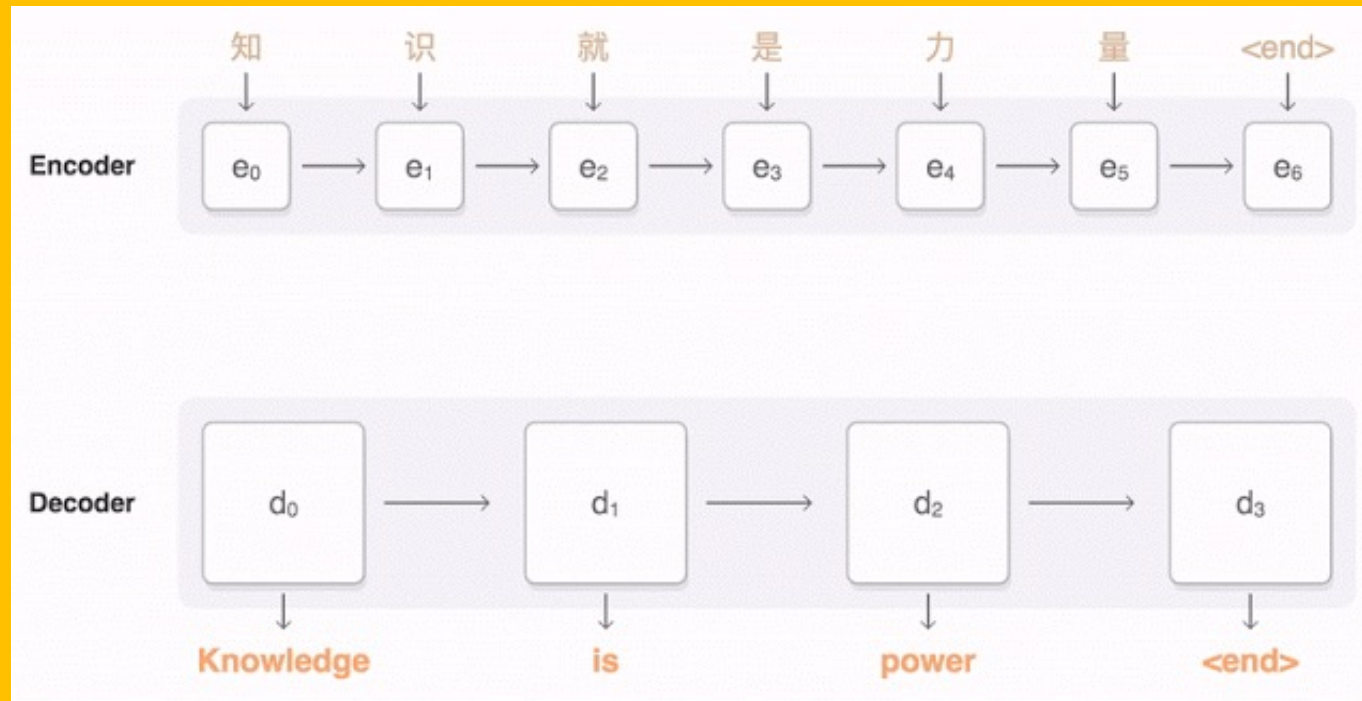 知 识 就 是 力 量 <end>
Encoder e₀ e₁ e₂ e₃ e₄ e₅ e₆
Decoder d₀ d₁ d₂ d₃
Knowledge is power <end>